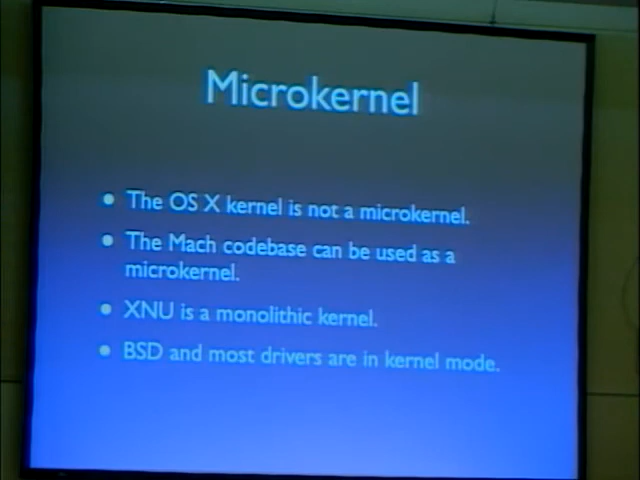 Microkernel
• The OS X kernel is not a microkernel.
• The Mach codebase can be used as a
microkernel.
• XNU is a monolithic kernel.
• BSD and most drivers are in kernel mode.